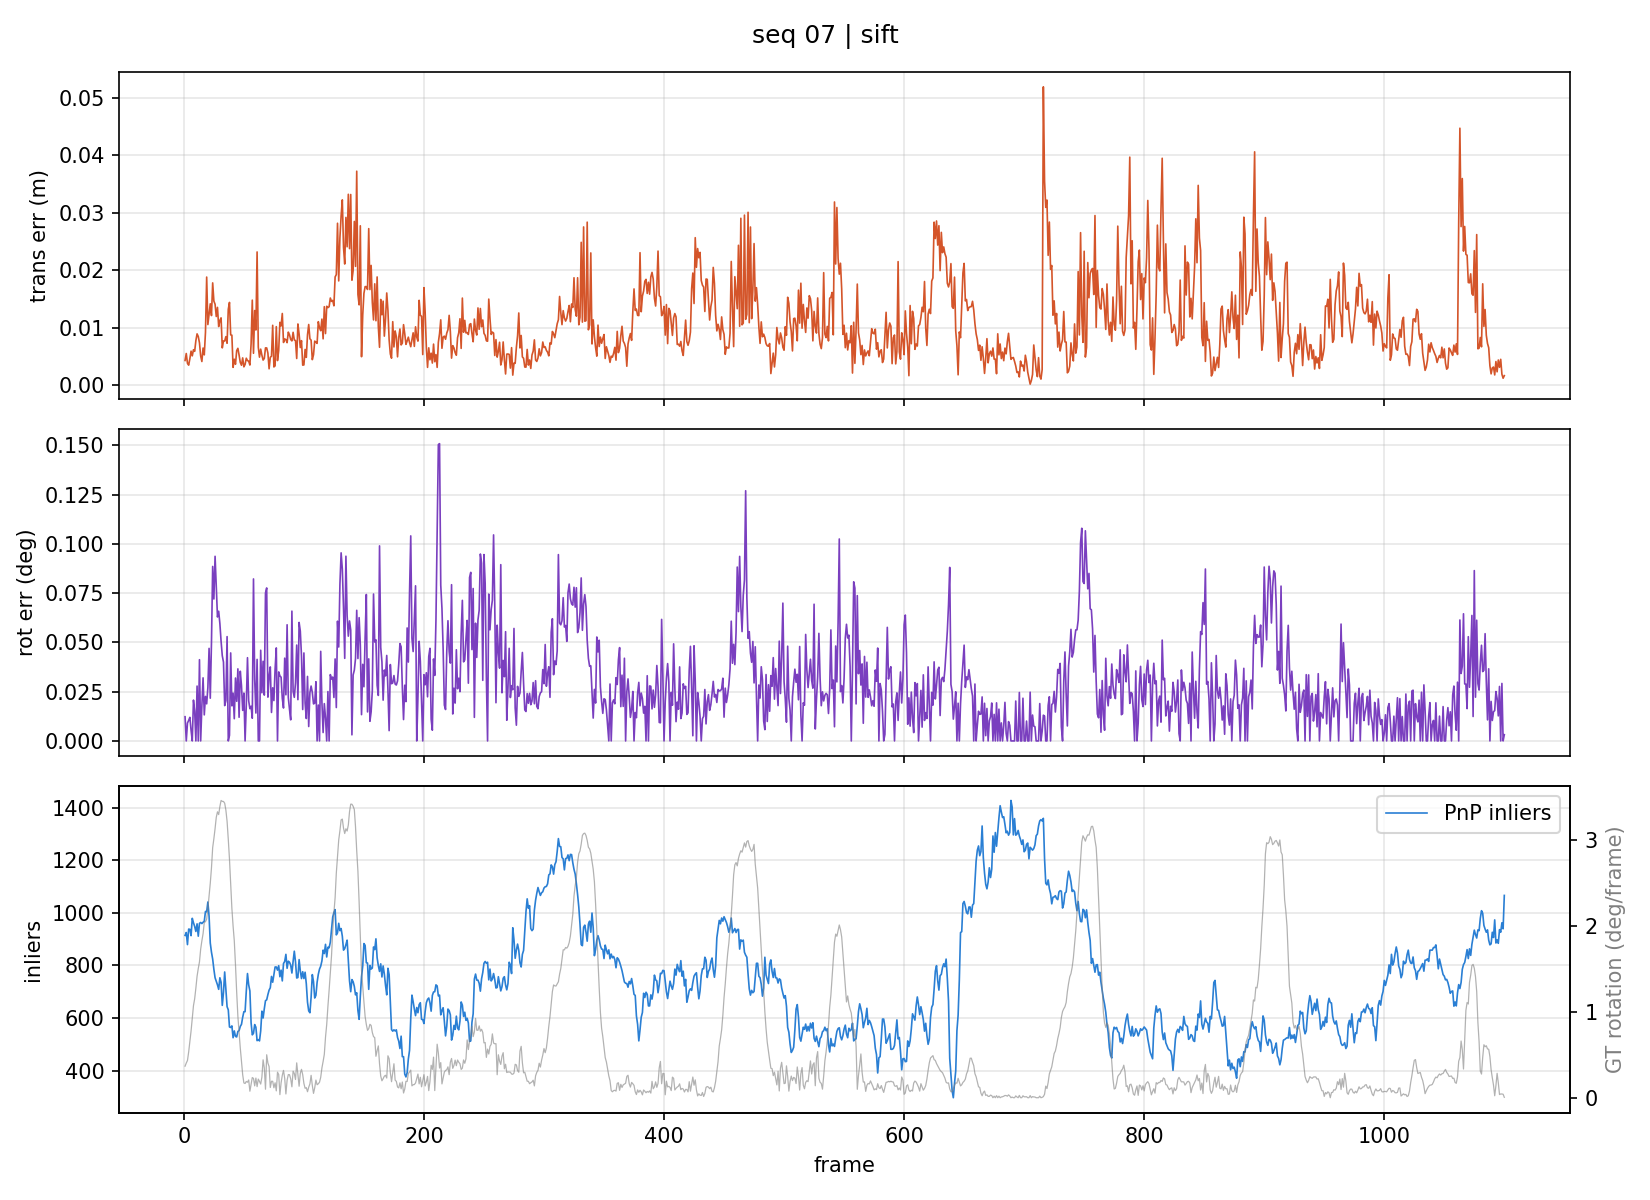 seq 07 | sift
trans err (m)
0.05
0.04
0.03
0.02
0.01
0.00
rot err (deg)
0.150
0.125
0.100
0.075
0.050
0.025
0.000
inliers
1400
1200
1000
800
600
400
PnP inliers
3
2
1
0
GT rotation (deg/frame)
0 200 400 600 800 1000
frame